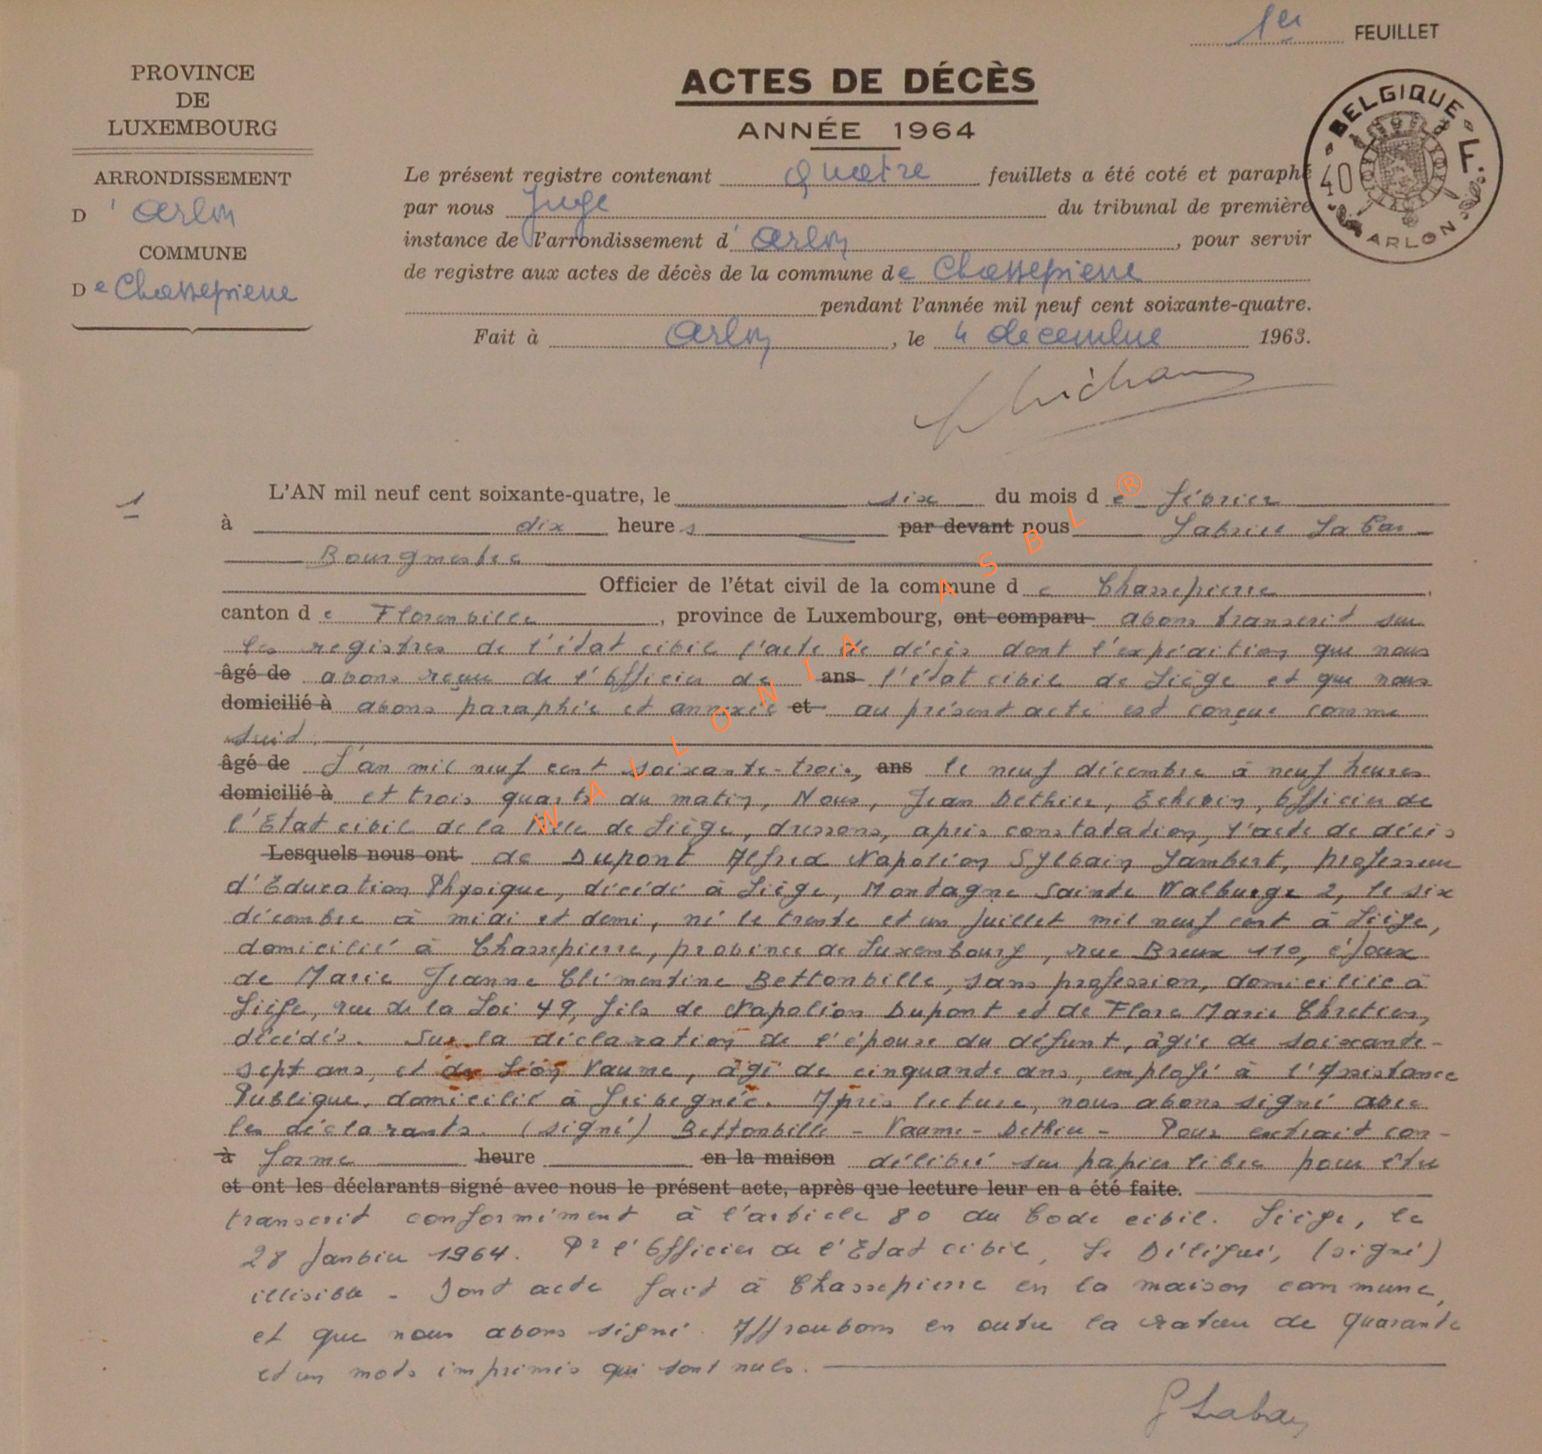 1er FEUILLET
PROVINCE
DE
LUXEMBOURG
ARRONDISSEMENT
D'Arlon
COMMUNE
De Chassepierre
ACTES DE DÉCÈS
ANNÉE 1964
BELGIQUE
40 F
ARLON
Le présent registre contenant quatre feuillets a été coté et paraphé
par nous Juge du tribunal de première
instance de l'arrondissement d'Arlon, pour servir
de registre aux actes de décès de la commune de Chassepierre
pendant l'année mil neuf cent soixante-quatre.
Fait à Arlon, le 4 decembre 1963.
1
L'AN mil neuf cent soixante-quatre, le six du mois de février
à dix heures par devant nous
Bourgmestre
Officier de l'état civil de la commune de Chassepierre,
canton de Florenville, province de Luxembourg, ont comparu avons transcrit sur
les registres de l'état civil l'acte de décès dont l'expédition que nous
âgé de avons reçue de l'Officier de ans l'état civil de Liège et que nous
domicilié à avons paraphée et annexée et au présent acte est conçue comme
suit.
âgé de L'an mil neuf cent soixante-trois, ans le neuf décembre à neuf heures
domicilié à et trois quarts du matin, Nous, Jean Dethier, Echevin, Officier de
l'Etat civil de la Ville de Liège, dressons, après constatation, l'acte de décès
Lesquels nous ont de Dupont Alfred Napoléon Sylvain Lambert, professeur
d'Education Physique, décédé à Liège, Montagne Sainte Walburge 2, le six
décembre à midi et demi, né le trente et un juillet mil neuf cent à Liège,
domicilié à Chassepierre, province de Luxembourg, rue Breux 110, époux
de Marie Jeanne Clémentine Bettonville, sans profession, domiciliée à
Liège, rue de la Loi 49, fils de Napoléon Dupont et de Flore Marie Chretien,
décédés. Sur la déclaration de l'épouse du défunt, âgée de soixante-
sept ans, et de Léon Vaume, âgé de cinquante ans, employé à l'Assistance
Publique, domicilié à Grivegnée. Après lecture, nous avons signé avec
les déclarants. (signé) Bettonville - Vaume - Dethier - Pour extrait con-
à forme heure en la maison délivré sur papier libre pour être
et ont les déclarants signé avec nous le présent acte, après que lecture leur en a été faite.
transcrit conformément à l'article 80 du Code civil. Liège, le
28 Janvier 1964. Pr l'Officier de l'Etat civil, Le Délégué, (signé)
illisible - Dont acte fait à Chassepierre en la maison commune,
et que nous avons signé. Approuvons en outre la rature de quarante
et un mots imprimés qui sont nuls.
WALLONIA ASBL ®